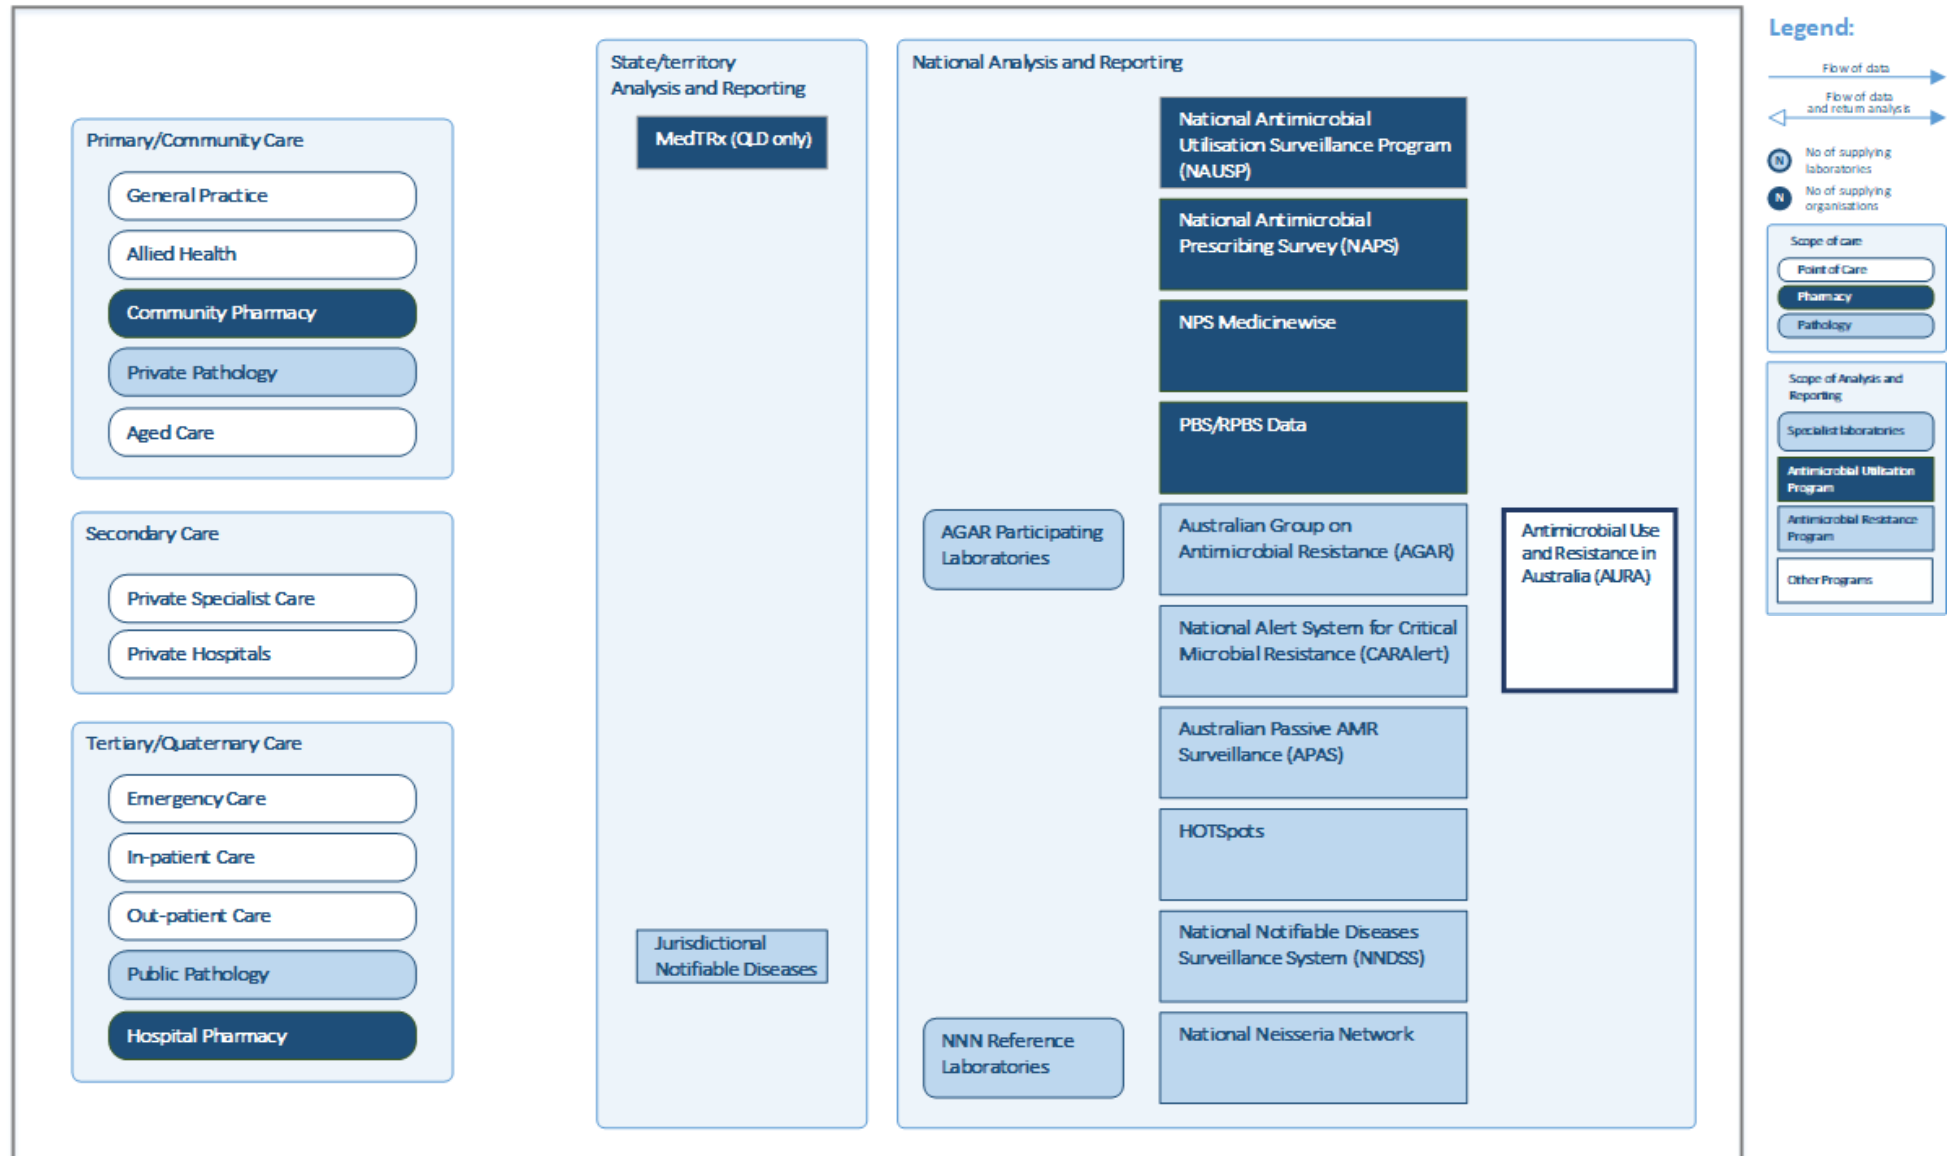 Primary/Community Care
General Practice
Allied Health
Community Pharmacy
Private Pathology
Aged Care
Secondary Care
Private Specialist Care
Private Hospitals
Tertiary/Quaternary Care
Emergency Care
In-patient Care
Out-patient Care
Public Pathology
Hospital Pharmacy
State/territory
Analysis and Reporting
MedTRx (QLD only)
Jurisdictional
Notifiable Diseases
National Analysis and Reporting
National Antimicrobial
Utilisation Surveillance Program
(NAUSP)
National Antimicrobial
Prescribing Survey (NAPS)
NPS Medicinewise
PBS/RPBS Data
AGAR Participating
Laboratories
Australian Group on
Antimicrobial Resistance (AGAR)
National Alert System for Critical
Microbial Resistance (CARAlert)
Australian Passive AMR
Surveillance (APAS)
HOTSpots
National Notifiable Diseases
Surveillance System (NNDSS)
NNN Reference
Laboratories
National Neisseria Network
Antimicrobial Use
and Resistance in
Australia (AURA)
Legend:
Flow of data
Flow of data
and return analysis
N
No of supplying
laboratories
N
No of supplying
organisations
Scope of care
Point of Care
Pharmacy
Pathology
Scope of Analysis and
Reporting
Specialist laboratories
Antimicrobial Utilisation
Program
Antimicrobial Resistance
Program
Other Programs